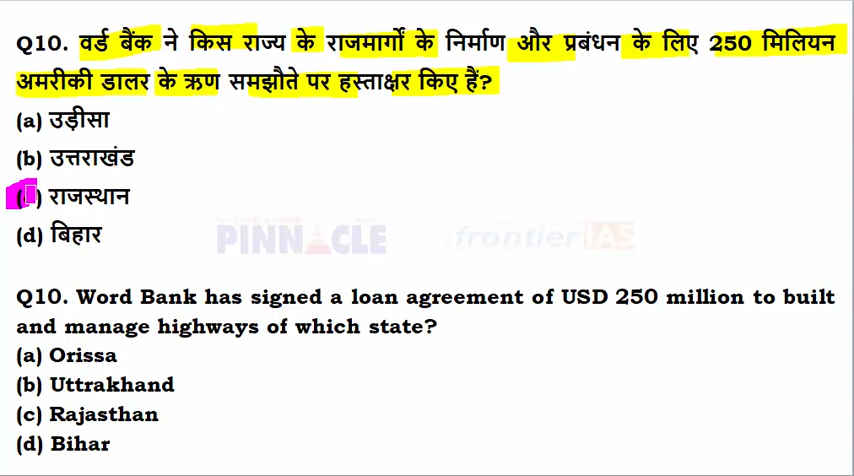 Q10. वर्ड बैंक ने किस राज्य के राजमार्गों के निर्माण और प्रबंधन के लिए 250 मिलियन
अमरीकी डालर के ऋण समझौते पर हस्ताक्षर किए हैं?
(a) उड़ीसा
(b) उत्तराखंड
) राजस्थान
(d) बिहार
PINNACLE frontierIAS
Q10. Word Bank has signed a loan agreement of USD 250 million to built
and manage highways of which state?
(a) Orissa
(b) Uttrakhand
(c) Rajasthan
(d) Bihar